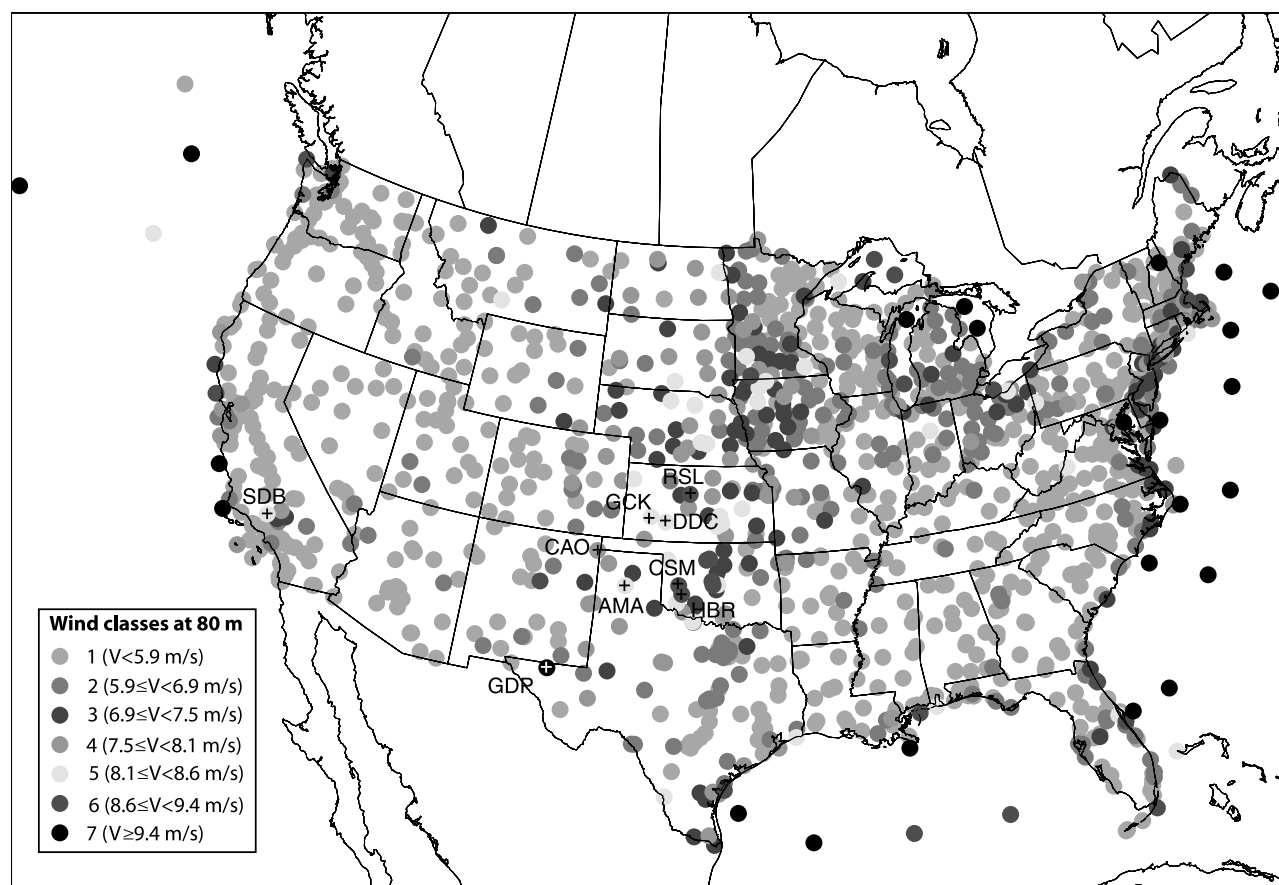 SDB
RSL
GCK
DDC
CAO
CSM
AMA
HBR
GDP
Wind classes at 80 m
1 (V<5.9 m/s)
2 (5.9≤V<6.9 m/s)
3 (6.9≤V<7.5 m/s)
4 (7.5≤V<8.1 m/s)
5 (8.1≤V<8.6 m/s)
6 (8.6≤V<9.4 m/s)
7 (V≥9.4 m/s)